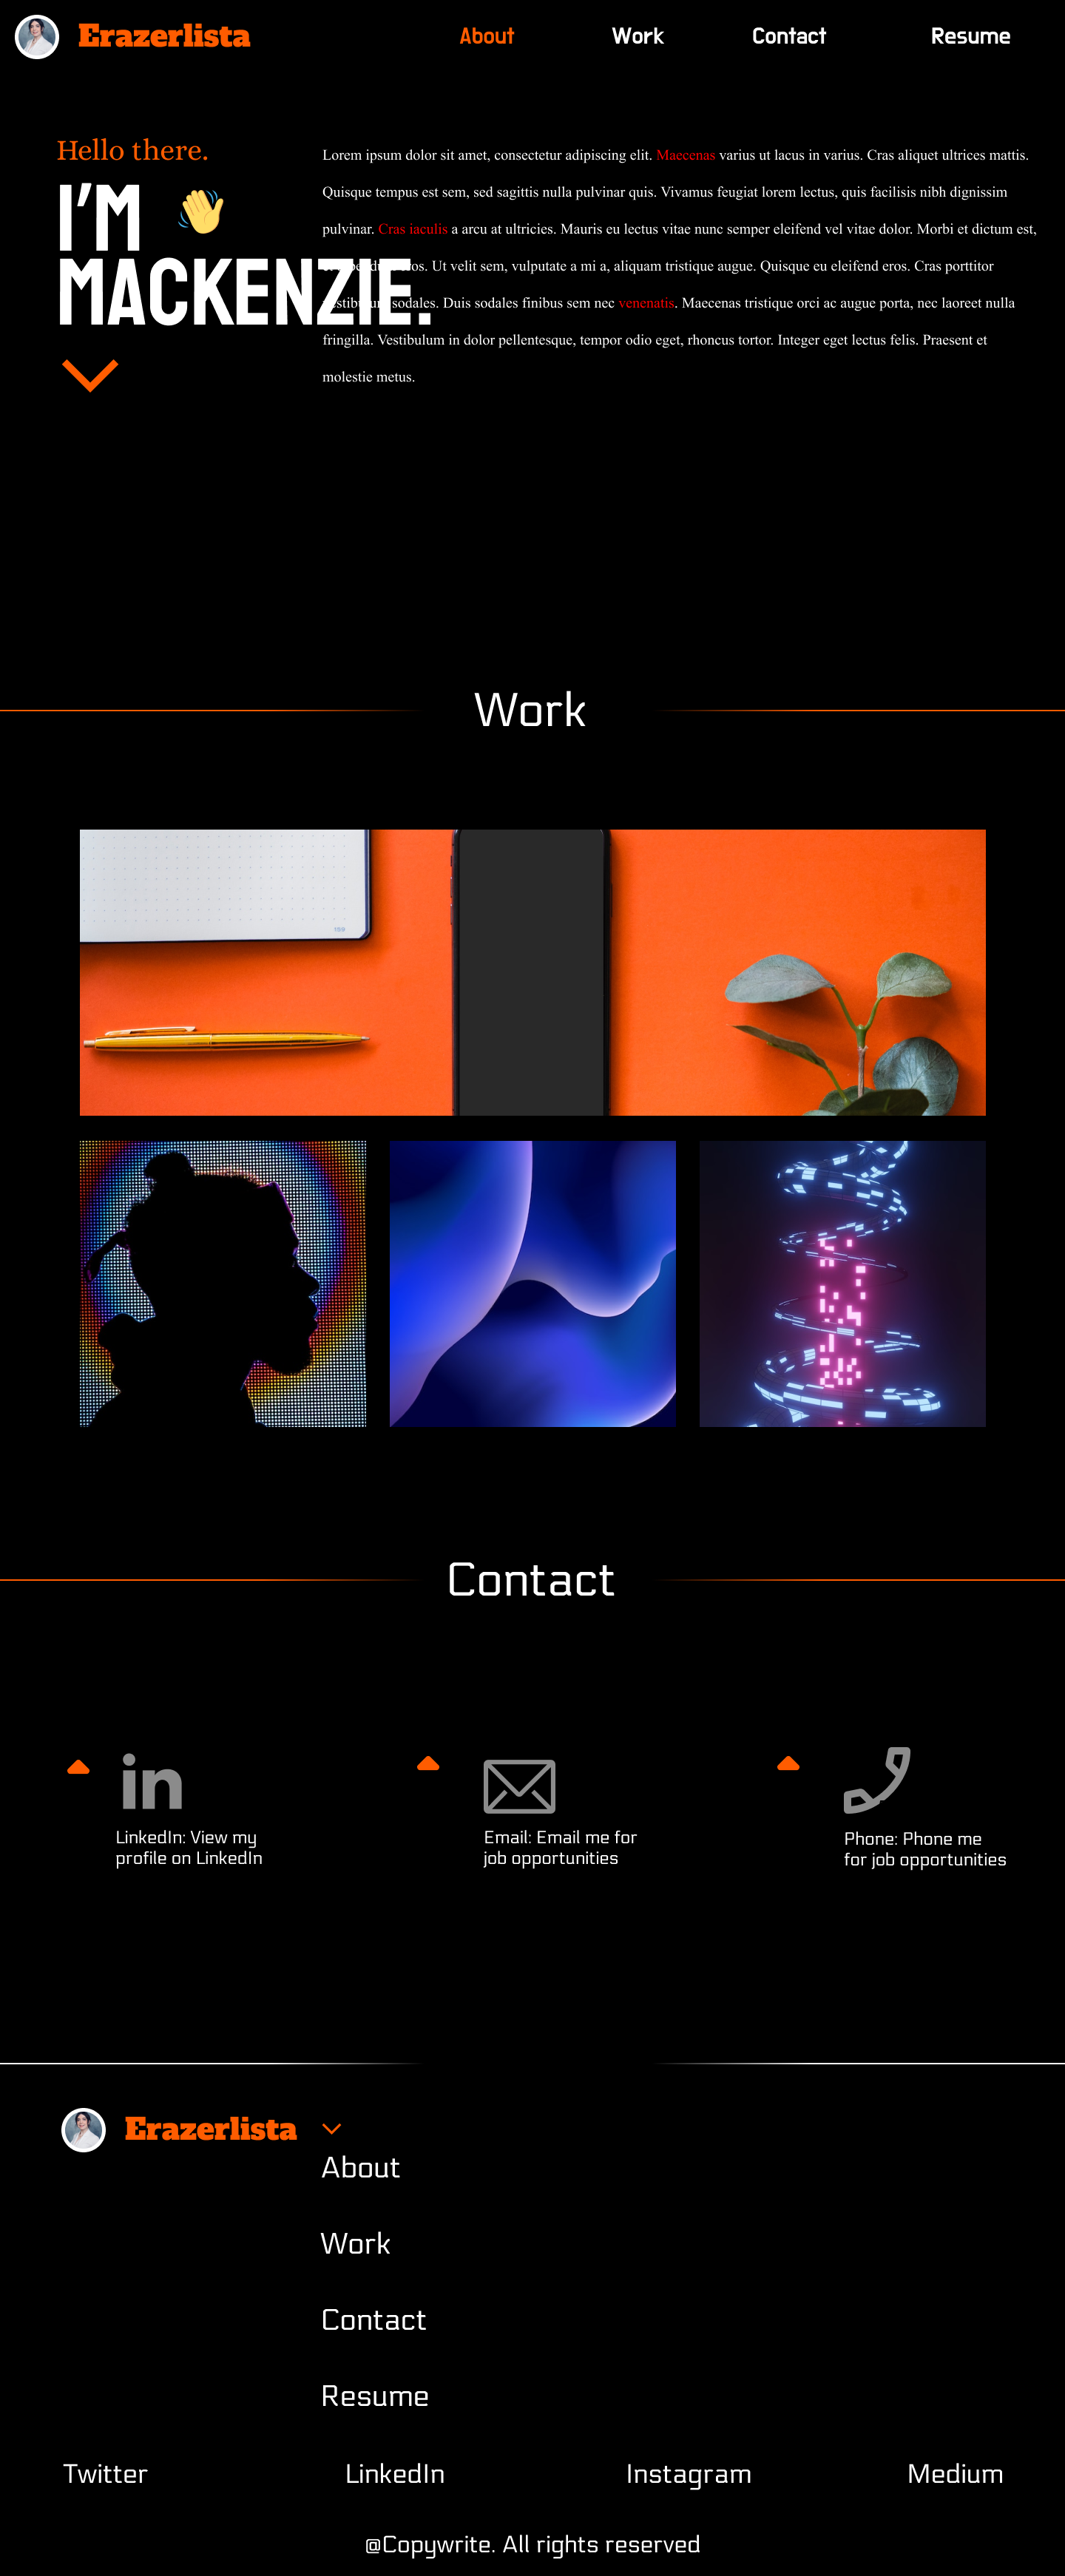 Erazerlista
About
Work
Contact
Resume
Hello there.
I'M
MACKENZIE.
Lorem ipsum dolor sit amet, consectetur adipiscing elit. Maecenas varius ut lacus in varius. Cras aliquet ultrices mattis.
Quisque tempus est sem, sed sagittis nulla pulvinar quis. Vivamus feugiat lorem lectus, quis facilisis nibh dignissim
pulvinar. Cras iaculis a arcu at ultricies. Mauris eu lectus vitae nunc semper eleifend vel vitae dolor. Morbi et dictum est,
eros. Ut velit sem, vulputate a mi a, aliquam tristique augue. Quisque eu eleifend eros. Cras porttitor
vestibulum sodales. Duis sodales finibus sem nec venenatis. Maecenas tristique orci ac augue porta, nec laoreet nulla
fringilla. Vestibulum in dolor pellentesque, tempor odio eget, rhoncus tortor. Integer eget lectus felis. Praesent et
molestie metus.
Work
Contact
in
LinkedIn: View my
profile on LinkedIn
Email: Email me for
job opportunities
Phone: Phone me
for job opportunities
Erazerlista
About
Work
Contact
Resume
Twitter
LinkedIn
Instagram
Medium
@Copywrite. All rights reserved